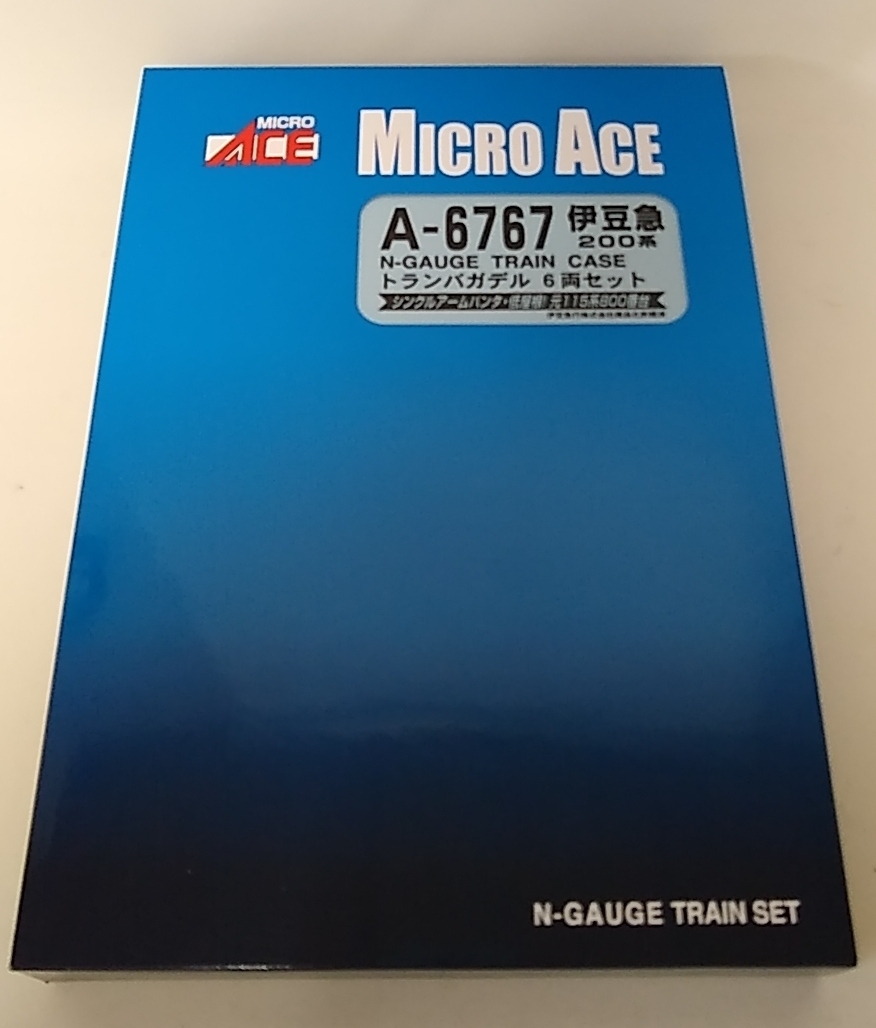 MICRO
ACE
MICRO ACE
A-6767 伊豆急
200系
N-GAUGE TRAIN CASE
トランバガデル 6両セット
シングルアームパンタ・低屋根! 元115系800番台
N-GAUGE TRAIN SET